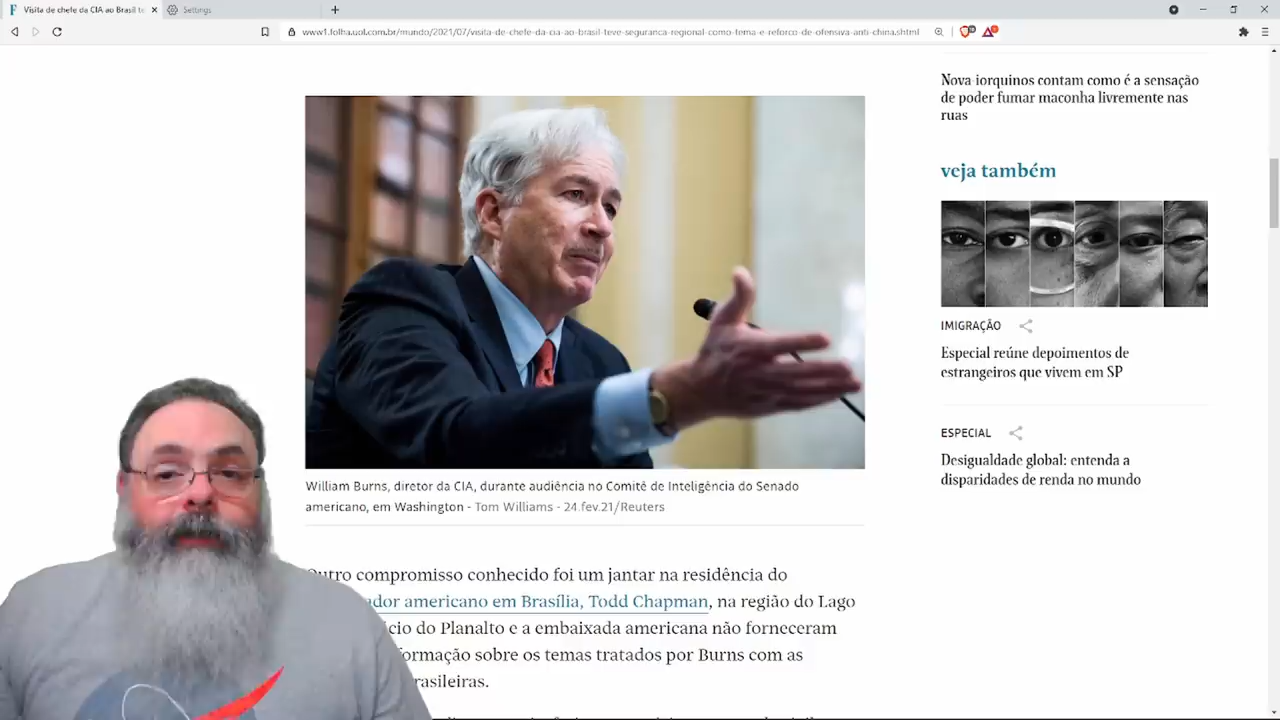 Visita de chefe da CIA ao Brasil te
Settings
www1.folha.uol.com.br/mundo/2021/07/visita-de-chefe-da-cia-ao-brasil-teve-seguranca-regional-como-tema-e-reforco-de-ofensiva-anti-china.shtml
Nova-iorquinos contam como é a sensação
de poder fumar maconha livremente nas
ruas
veja também
IMIGRAÇÃO
Especial reúne depoimentos de
estrangeiros que vivem em SP
ESPECIAL
Desigualdade global: entenda a
disparidades de renda no mundo
William Burns, diretor da CIA, durante audiência no Comitê de Inteligência do Senado
americano, em Washington - Tom Williams - 24.fev.21/Reuters
Outro compromisso conhecido foi um jantar na residência do
ador americano em Brasília, Todd Chapman, na região do Lago
cio do Planalto e a embaixada americana não forneceram
formação sobre os temas tratados por Burns com as
rasileiras.